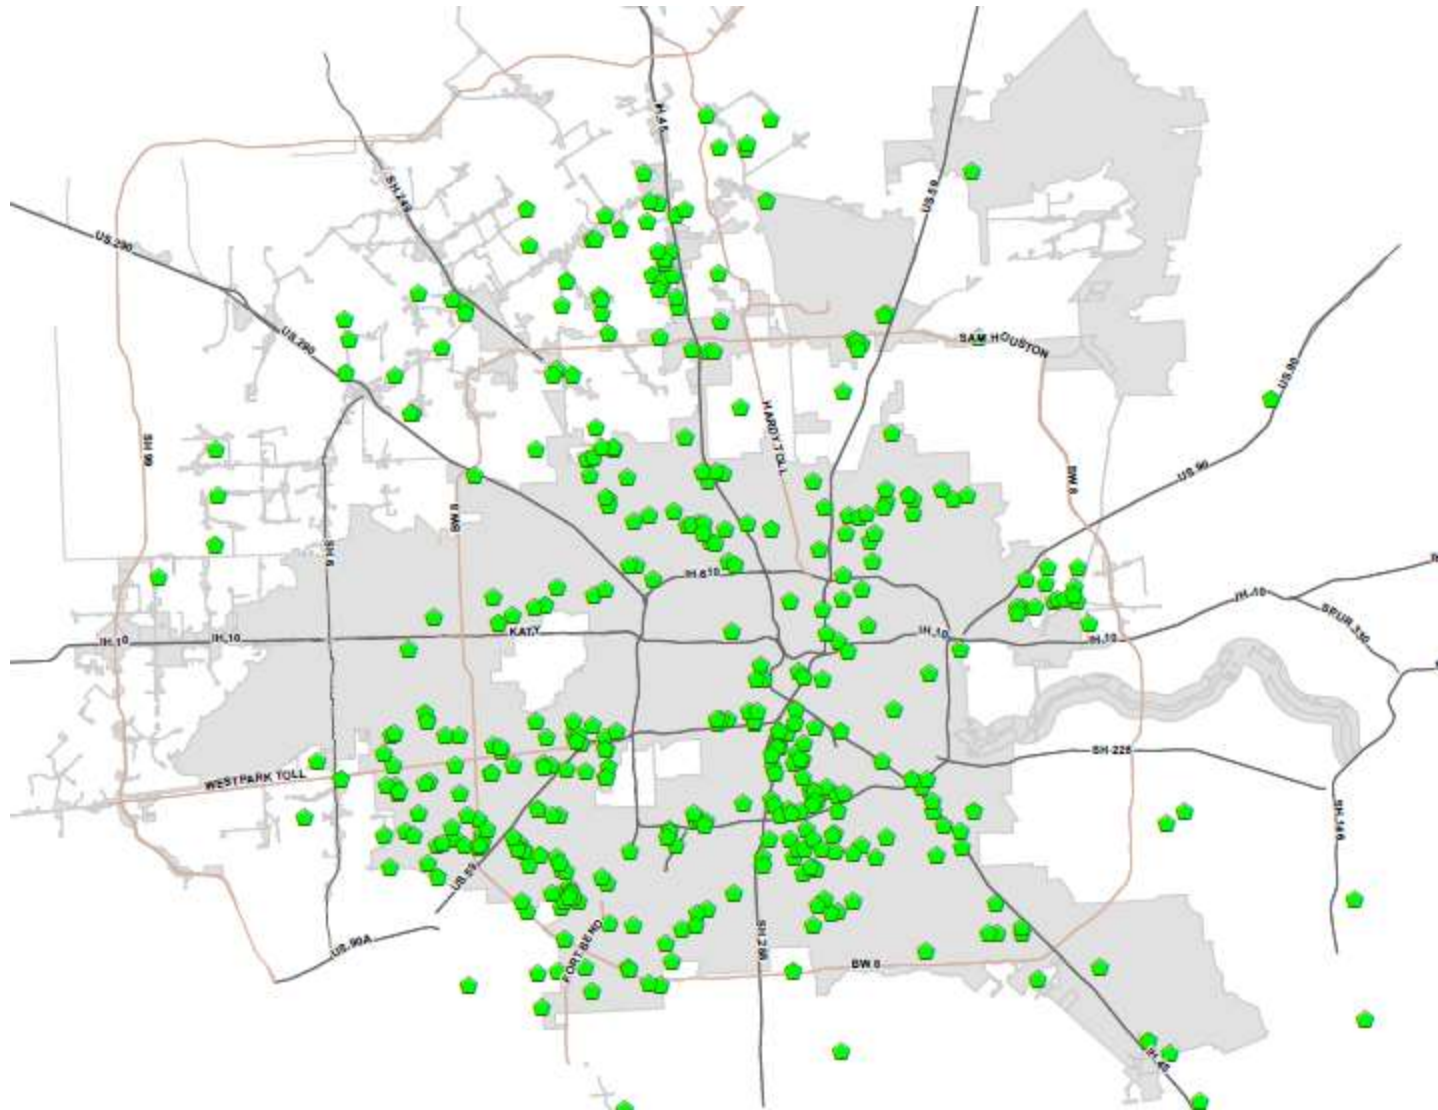 IH.45
SH.249
US.59
US.290
US.290
SAM HOUSTON
US.90
HARDY TOLL
SH 99
US.90
BW 8
BW 8
SH.6
IH.610
IH.10
SPUR 330
IH.10
IH.10
KATY
IH.10
IH.10
SH-225
WESTPARK TOLL
SH.146
US.59
SH.288
FORT BEND
US.90A
BW 8
IH.45